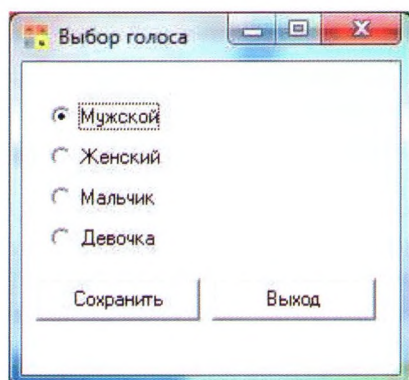 Выбор голоса
Мужской
Женский
Мальчик
Девочка
Сохранить Выход